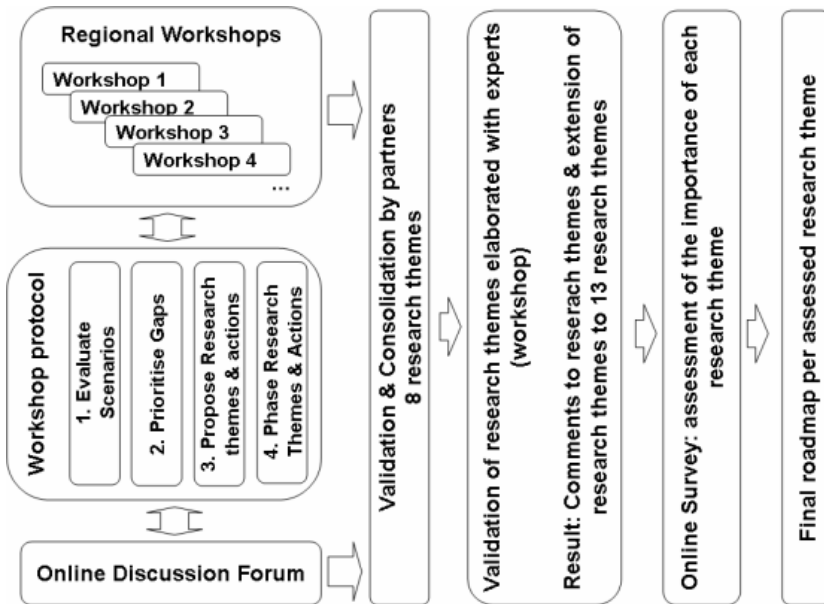 Regional Workshops
Workshop 1
Workshop 2
Workshop 3
Workshop 4
...
Workshop protocol
1. Evaluate
Scenarios
2. Prioritise Gaps
3. Propose Research
themes & actions
4. Phase Research
Themes & Actions
Online Discussion Forum
Validation & Consolidation by partners
8 research themes
Validation of research themes elaborated with experts
(workshop)
Result: Comments to reserach themes & extension of
research themes to 13 research themes
Online Survey: assessment of the importance of each
research theme
Final roadmap per assessed research theme